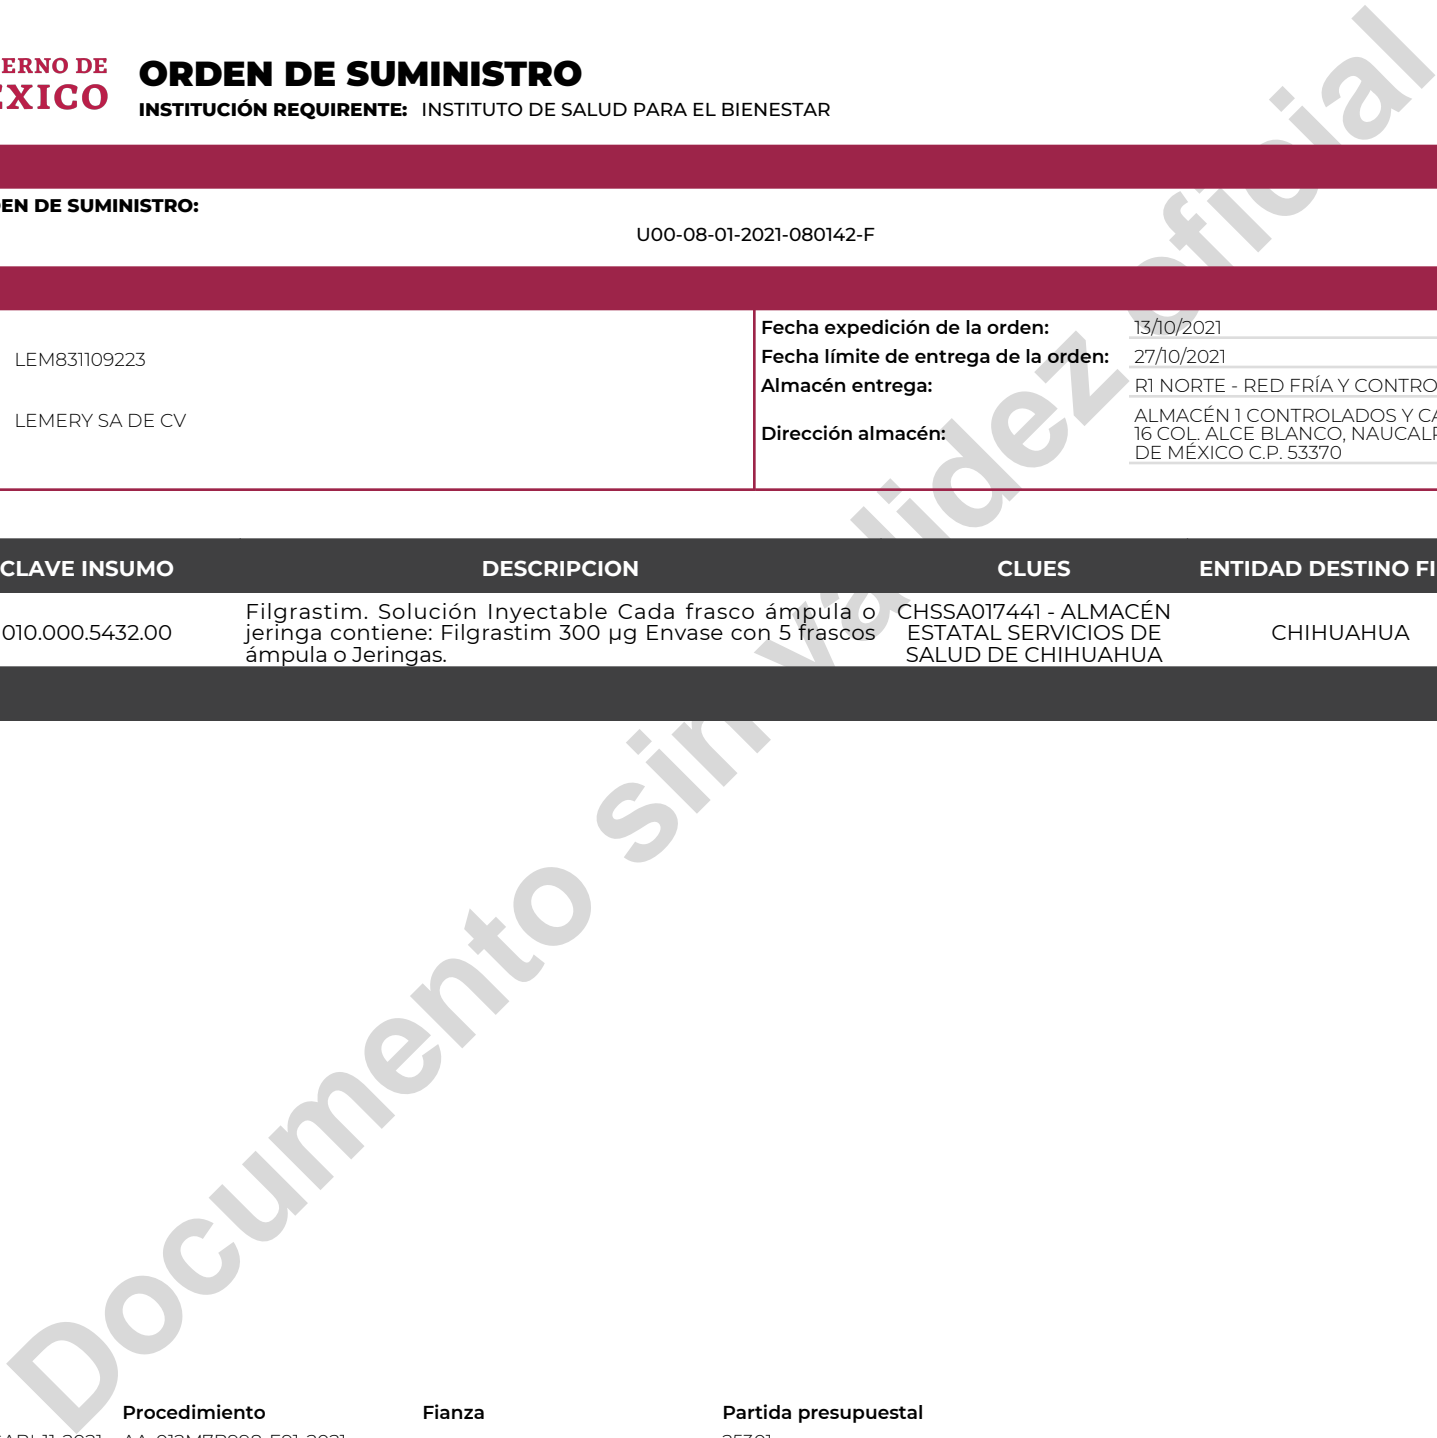 ERNO DE
ÉXICO
ORDEN DE SUMINISTRO
INSTITUCIÓN REQUIRENTE: INSTITUTO DE SALUD PARA EL BIENESTAR
EN DE SUMINISTRO:
U00-08-01-2021-080142-F
LEM831109223
LEMERY SA DE CV
Fecha expedición de la orden: 13/10/2021
Fecha límite de entrega de la orden: 27/10/2021
Almacén entrega: R1 NORTE - RED FRÍA Y CONTRO
Dirección almacén: ALMACÉN 1 CONTROLADOS Y CA
16 COL. ALCE BLANCO, NAUCALP
DE MÉXICO C.P. 53370
CLAVE INSUMO DESCRIPCION CLUES ENTIDAD DESTINO FI
010.000.5432.00
Filgrastim. Solución Inyectable Cada frasco ámpula o
jeringa contiene: Filgrastim 300 µg Envase con 5 frascos
ámpula o Jeringas.
CHSSA017441 - ALMACÉN
ESTATAL SERVICIOS DE
SALUD DE CHIHUAHUA
CHIHUAHUA
Documento sin validez oficial
Procedimiento Fianza Partida presupuestal